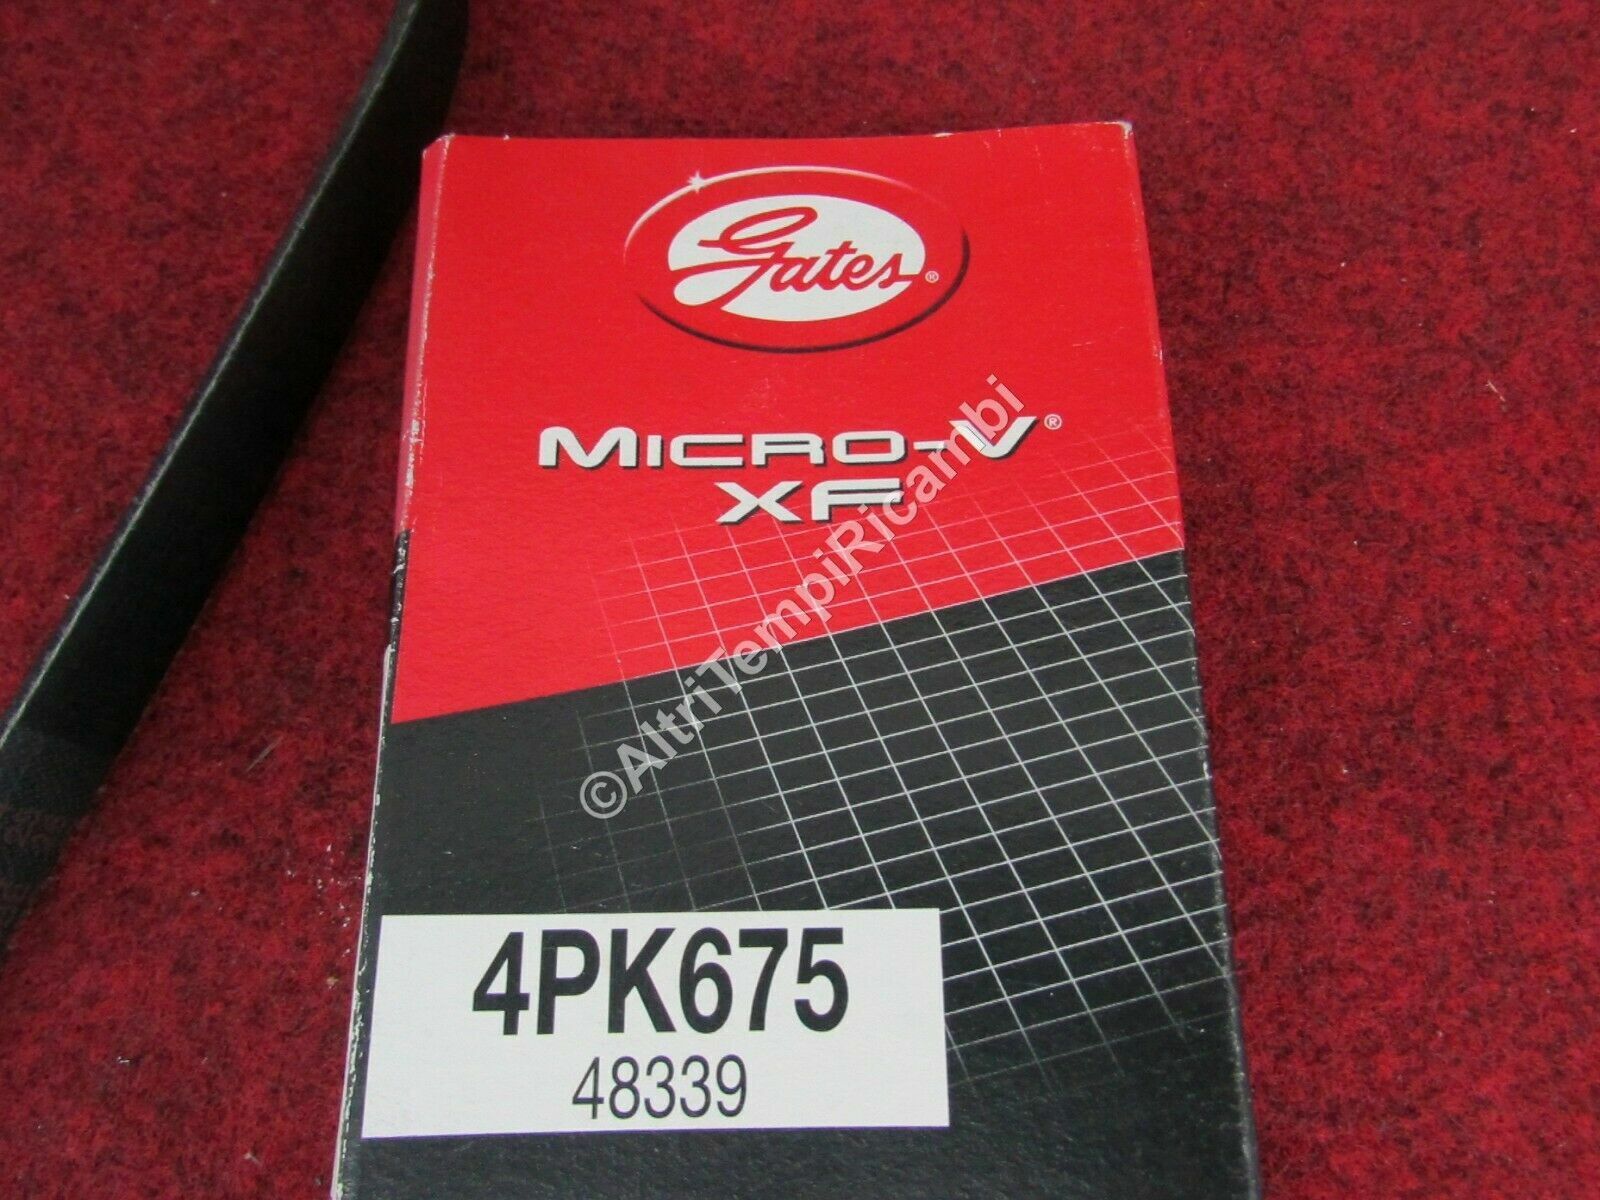 Gates®
MICRO-V®
XF
©AltriTempiRicambi
4PK675
48339